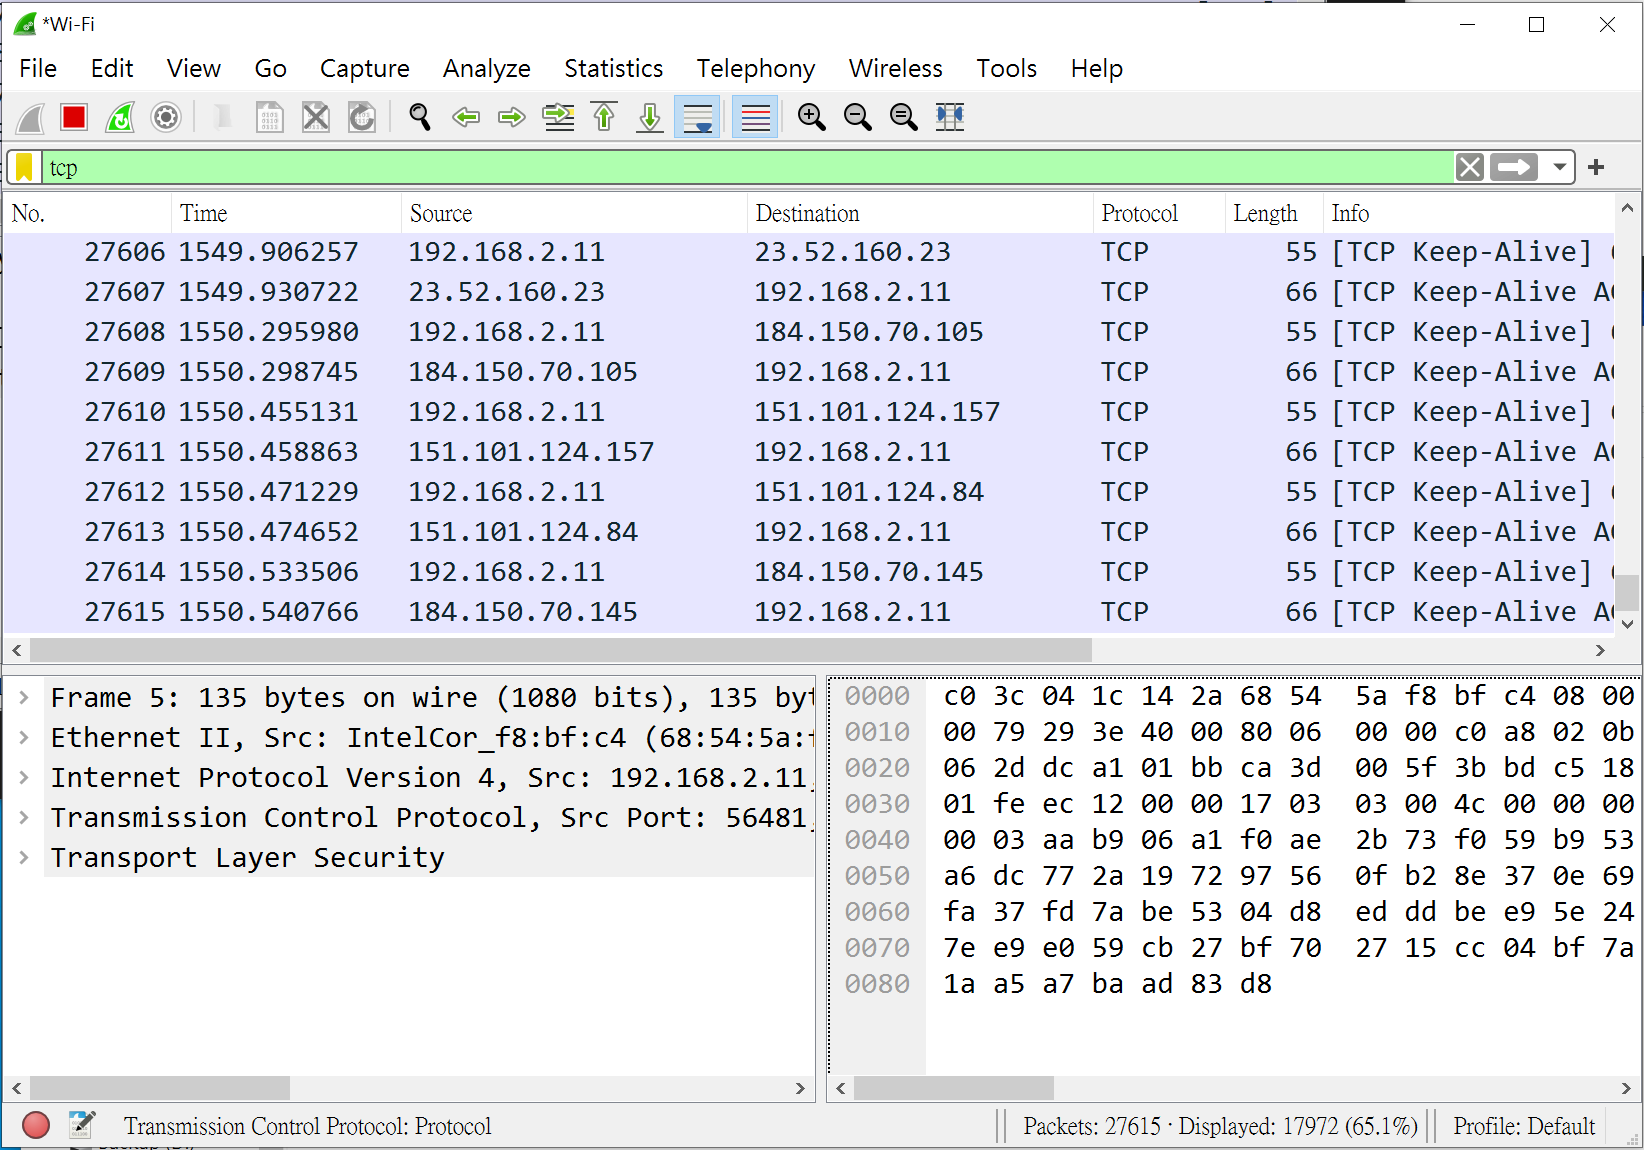 *Wi-Fi
File Edit View Go Capture Analyze Statistics Telephony Wireless Tools Help
tcp
No. Time Source Destination Protocol Length Info
27606 1549.906257 192.168.2.11 23.52.160.23 TCP 55 [TCP Keep-Alive]
27607 1549.930722 23.52.160.23 192.168.2.11 TCP 66 [TCP Keep-Alive AC
27608 1550.295980 192.168.2.11 184.150.70.105 TCP 55 [TCP Keep-Alive]
27609 1550.298745 184.150.70.105 192.168.2.11 TCP 66 [TCP Keep-Alive AC
27610 1550.455131 192.168.2.11 151.101.124.157 TCP 55 [TCP Keep-Alive]
27611 1550.458863 151.101.124.157 192.168.2.11 TCP 66 [TCP Keep-Alive AC
27612 1550.471229 192.168.2.11 151.101.124.84 TCP 55 [TCP Keep-Alive]
27613 1550.474652 151.101.124.84 192.168.2.11 TCP 66 [TCP Keep-Alive AC
27614 1550.533506 192.168.2.11 184.150.70.145 TCP 55 [TCP Keep-Alive]
27615 1550.540766 184.150.70.145 192.168.2.11 TCP 66 [TCP Keep-Alive AC
Frame 5: 135 bytes on wire (1080 bits), 135 byt
Ethernet II, Src: IntelCor_f8:bf:c4 (68:54:5a:f
Internet Protocol Version 4, Src: 192.168.2.11,
Transmission Control Protocol, Src Port: 56481,
Transport Layer Security
0000 c0 3c 04 1c 14 2a 68 54 5a f8 bf c4 08 00
0010 00 79 29 3e 40 00 80 06 00 00 c0 a8 02 0b
0020 06 2d dc a1 01 bb ca 3d 00 5f 3b bd c5 18
0030 01 fe ec 12 00 00 17 03 03 00 4c 00 00 00
0040 00 03 aa b9 06 a1 f0 ae 2b 73 f0 59 b9 53
0050 a6 dc 77 2a 19 72 97 56 0f b2 8e 37 0e 69
0060 fa 37 fd 7a be 53 04 d8 ed dd be e9 5e 24
0070 7e e9 e0 59 cb 27 bf 70 27 15 cc 04 bf 7a
0080 1a a5 a7 ba ad 83 d8
Transmission Control Protocol: Protocol
Packets: 27615 · Displayed: 17972 (65.1%)
Profile: Default